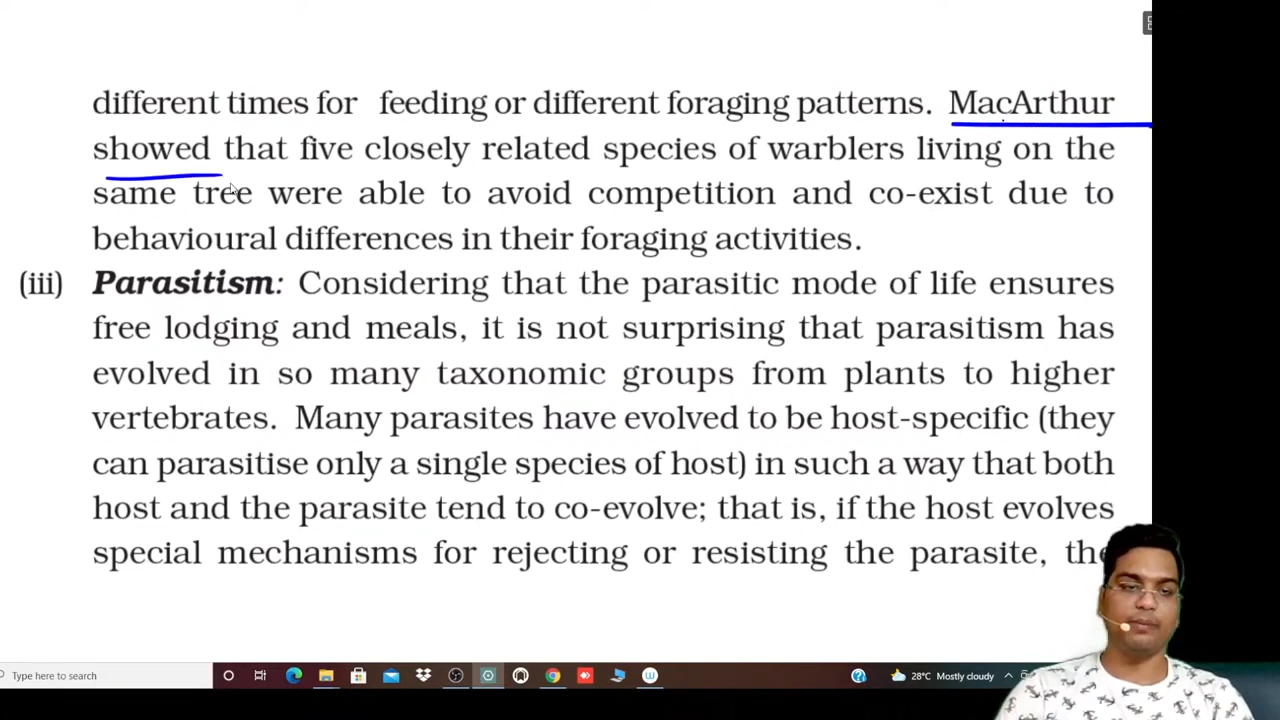 different times for feeding or different foraging patterns. MacArthur
showed that five closely related species of warblers living on the
same tree were able to avoid competition and co-exist due to
behavioural differences in their foraging activities.
(iii) Parasitism: Considering that the parasitic mode of life ensures
free lodging and meals, it is not surprising that parasitism has
evolved in so many taxonomic groups from plants to higher
vertebrates. Many parasites have evolved to be host-specific (they
can parasitise only a single species of host) in such a way that both
host and the parasite tend to co-evolve; that is, if the host evolves
special mechanisms for rejecting or resisting the parasite, the
Type here to search
28°C Mostly cloudy